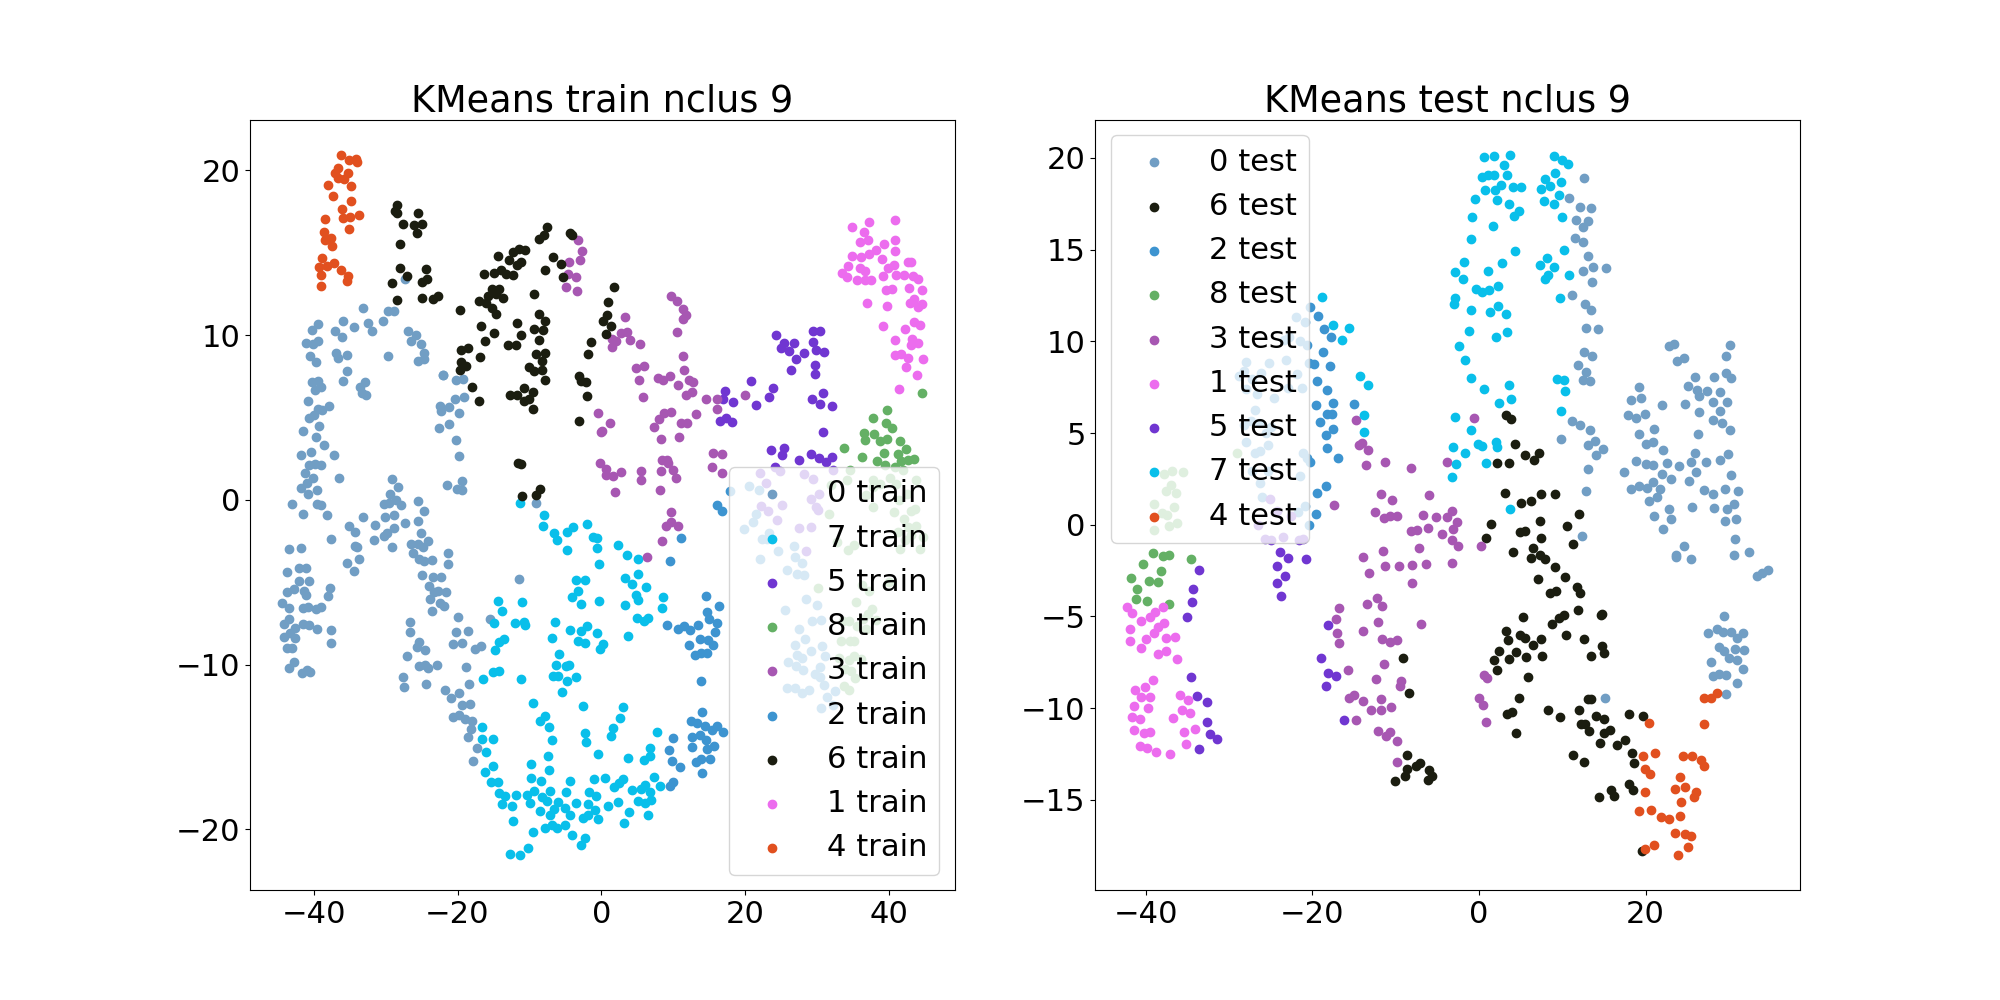 KMeans train nclus 9
20
10
0
−10
−20
−40
−20
0
20
40
0 train
7 train
5 train
8 train
3 train
2 train
6 train
1 train
4 train
KMeans test nclus 9
20
15
10
5
0
−5
−10
−15
−40
−20
0
20
0 test
6 test
2 test
8 test
3 test
1 test
5 test
7 test
4 test